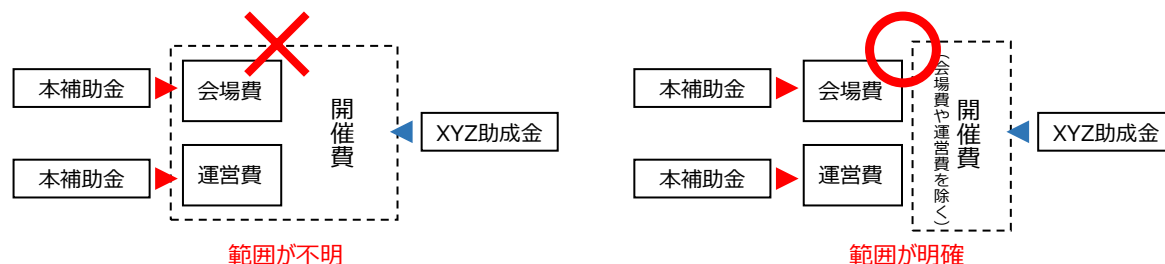 本補助金
会場費
本補助金
運営費
開催費
XYZ助成金
範囲が不明
本補助金
会場費
本補助金
運営費
開催費
(会場費や運営費を除く)
XYZ助成金
範囲が明確